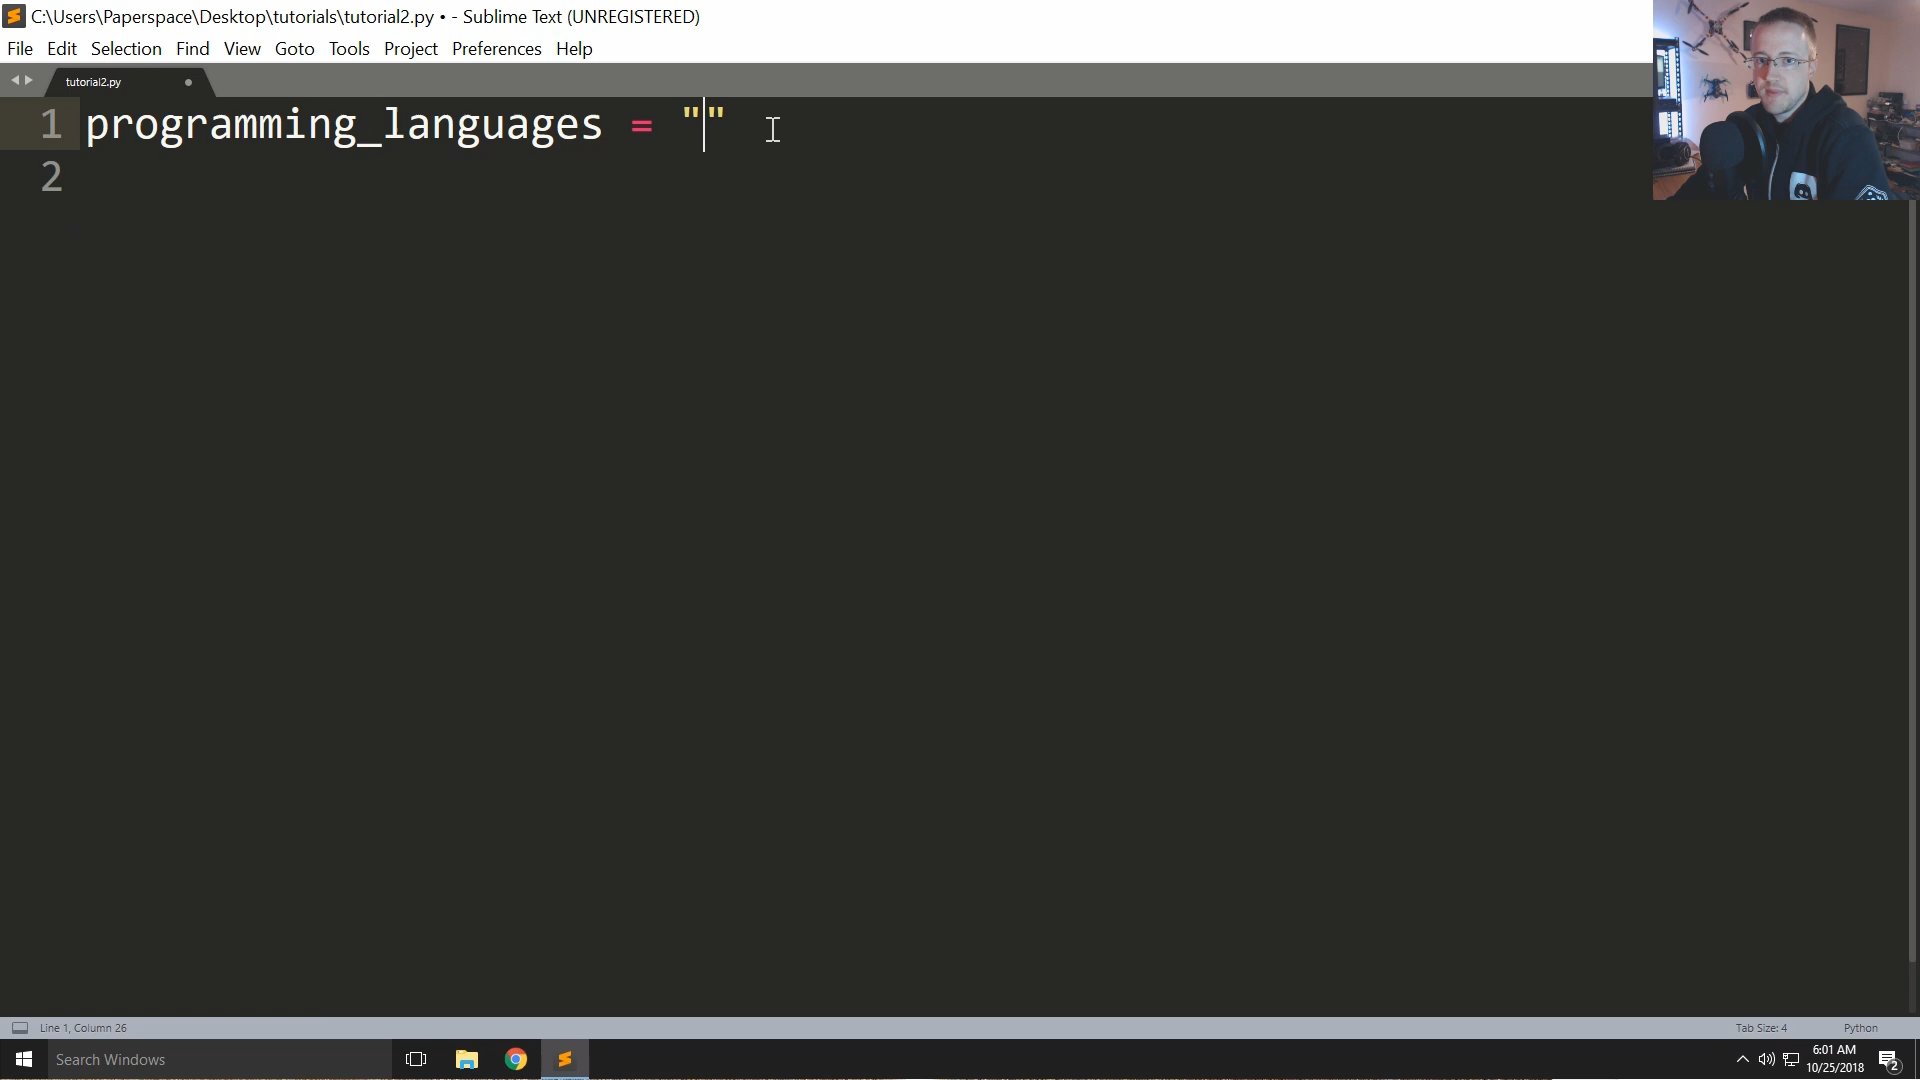 C:\Users\Paperspace\Desktop\tutorials\tutorial2.py • - Sublime Text (UNREGISTERED)
File Edit Selection Find View Goto Tools Project Preferences Help
tutorial2.py
1 programming_languages = ""
2
Line 1, Column 26 Tab Size: 4 Python
Search Windows
6:01 AM
10/25/2018
2